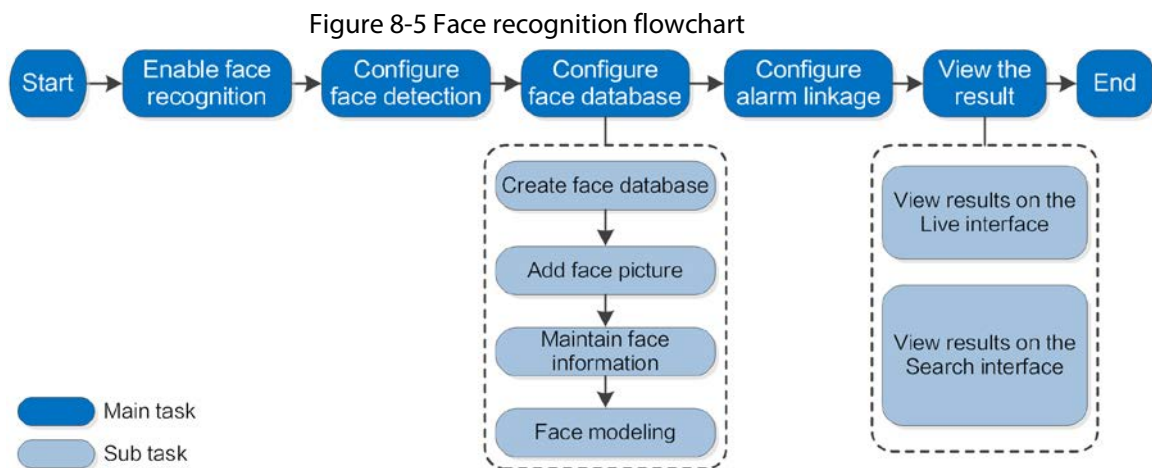 Figure 8-5 Face recognition flowchart
Start
Enable face
recognition
Configure
face detection
Configure
face database
Configure
alarm linkage
View the
result
End
Create face database
Add face picture
Maintain face
information
Face modeling
View results on the
Live interface
View results on the
Search interface
Main task
Sub task